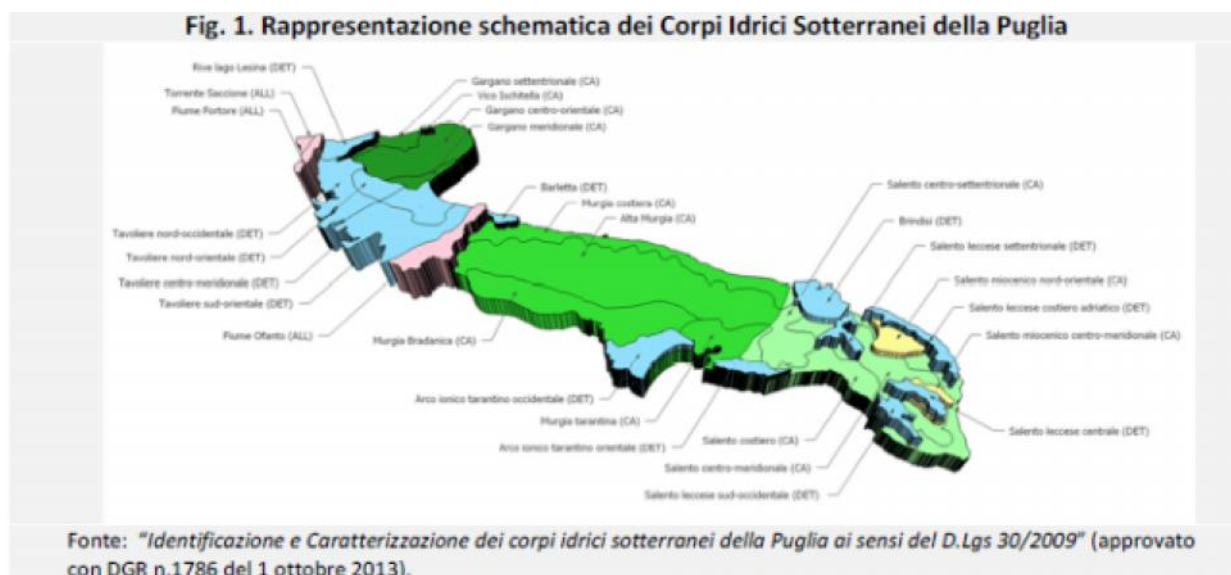 Fig. 1. Rappresentazione schematica dei Corpi Idrici Sotterranei della Puglia
Rive lago Lesina (DET)
Torrente Saccione (ALL)
Fiume Fortore (ALL)
Gargano settentrionale (CA)
Vico Ischitella (CA)
Gargano centro-orientale (CA)
Gargano meridionale (CA)
Barletta (DET)
Murgia costiera (CA)
Alta Murgia (CA)
Salento centro-settentrionale (CA)
Brindisi (DET)
Salento leccese settentrionale (DET)
Salento miocenico nord-orientale (CA)
Salento leccese costiero adriatico (DET)
Salento miocenico centro-meridionale (CA)
Tavoliere nord-occidentale (DET)
Tavoliere nord-orientale (DET)
Tavoliere centro-meridionale (DET)
Tavoliere sud-orientale (DET)
Fiume Ofanto (ALL)
Murgia Bradanica (CA)
Arco ionico tarantino occidentale (DET)
Murgia tarantina (CA)
Arco ionico tarantino orientale (DET)
Salento costiero (CA)
Salento centro-meridionale (CA)
Salento leccese sud-occidentale (DET)
Salento leccese centrale (DET)
Fonte: "Identificazione e Caratterizzazione dei corpi idrici sotterranei della Puglia ai sensi del D.Lgs 30/2009" (approvato
con DGR n.1786 del 1 ottobre 2013).